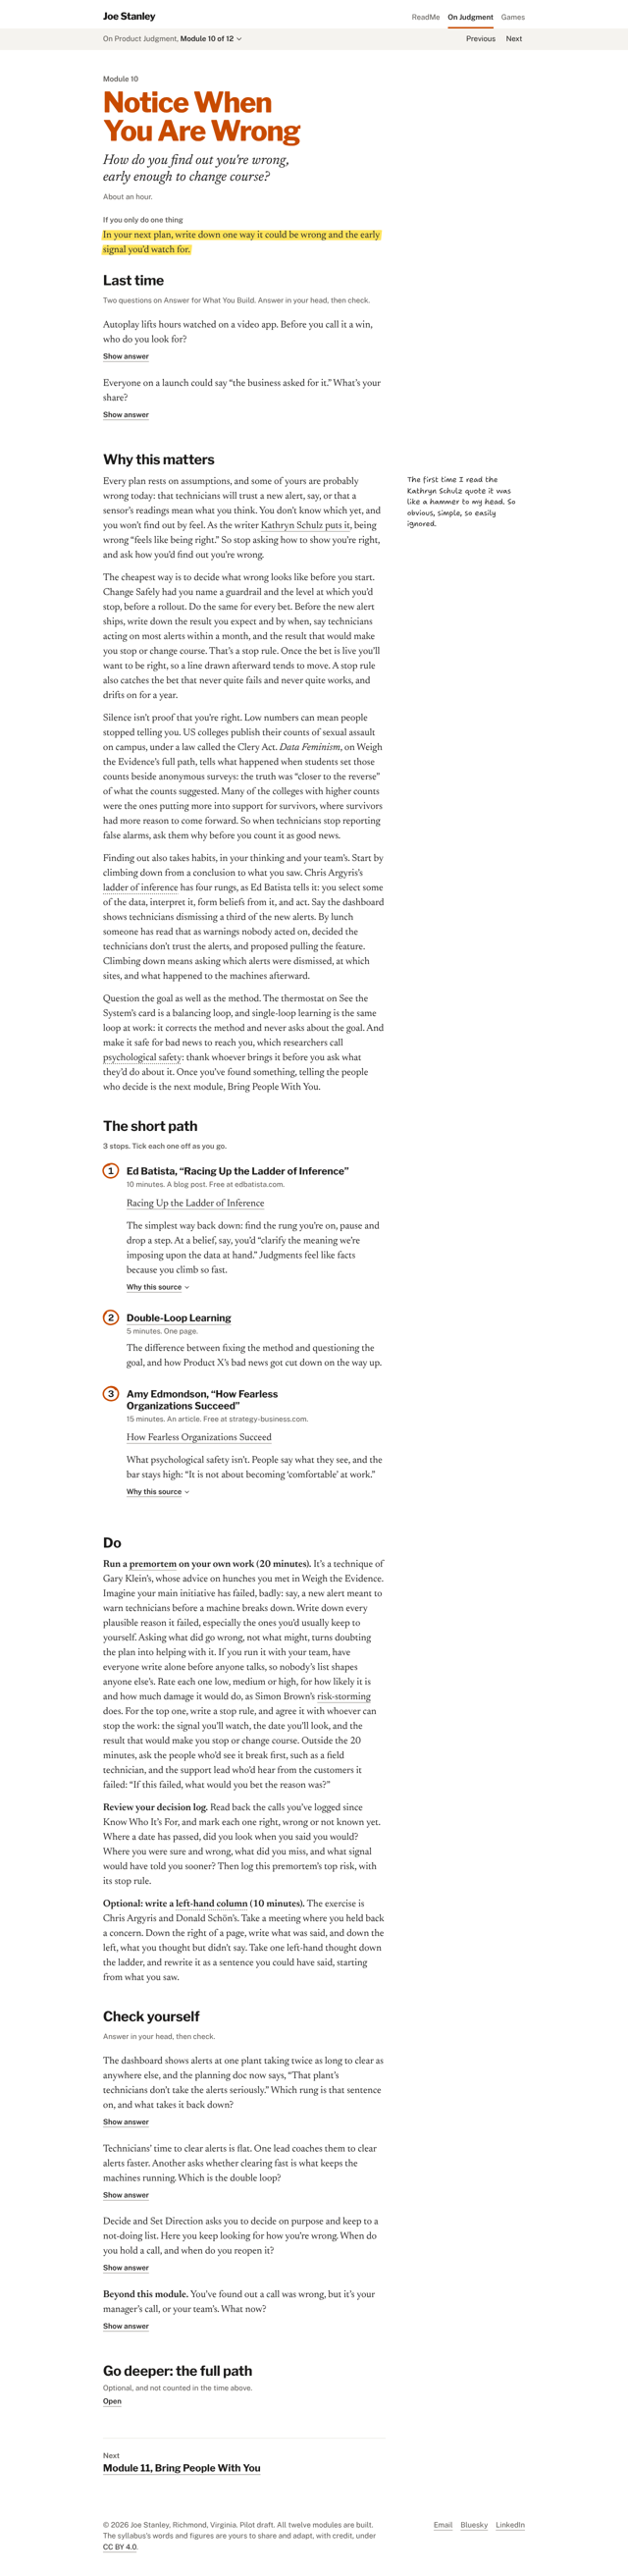 Joe Stanley
ReadMe On Judgment Games
On Product Judgment, Module 10 of 12
Previous Next
Module 10
Notice When
You Are Wrong
How do you find out you're wrong,
early enough to change course?
About an hour.
If you only do one thing
In your next plan, write down one way it could be wrong and the early
signal you'd watch for.
Last time
Two questions on Answer for What You Build. Answer in your head, then check.
Autoplay lifts hours watched on a video app. Before you call it a win,
who do you look for?
Show answer
Everyone on a launch could say “the business asked for it.” What's your
share?
Show answer
Why this matters
Every plan rests on assumptions, and some of yours are probably
wrong today: that technicians will trust a new alert, say, or that a
sensor's readings mean what you think. You don't know which yet, and
you won't find out by feel. As the writer Kathryn Schulz puts it, being
wrong “feels like being right.” So stop asking how to show you're right,
and ask how you'd find out you're wrong.
The first time I read the
Kathryn Schulz quote it was
like a hammer to my head. So
obvious, simple, so easily
ignored.
The cheapest way is to decide what wrong looks like before you start.
Change Safely had you name a guardrail and the level at which you'd
stop, before a rollout. Do the same for every bet. Before the new alert
ships, write down the result you expect and by when, say technicians
acting on most alerts within a month, and the result that would make
you stop or change course. That's a stop rule. Once the bet is live you'll
want to be right, so a line drawn afterward tends to move. A stop rule
also catches the bet that never quite fails and never quite works, and
drifts on for a year.
Silence isn't proof that you're right. Low numbers can mean people
stopped telling you. US colleges publish their counts of sexual assault
on campus, under a law called the Clery Act. Data Feminism, on Weigh
the Evidence's full path, tells what happened when students set those
counts beside anonymous surveys: the truth was “closer to the reverse”
of what the counts suggested. Many of the colleges with higher counts
were the ones putting more into support for survivors, where survivors
had more reason to come forward. So when technicians stop reporting
false alarms, ask them why before you count it as good news.
Finding out also takes habits, in your thinking and your team's. Start by
climbing down from a conclusion to what you saw. Chris Argyris's
ladder of inference has four rungs, as Ed Batista tells it: you select some
of the data, interpret it, form beliefs from it, and act. Say the dashboard
shows technicians dismissing a third of the new alerts. By lunch
someone has read that as warnings nobody acted on, decided the
technicians don't trust the alerts, and proposed pulling the feature.
Climbing down means asking which alerts were dismissed, at which
sites, and what happened to the machines afterward.
Question the goal as well as the method. The thermostat on See the
System's card is a balancing loop, and single-loop learning is the same
loop at work: it corrects the method and never asks about the goal. And
make it safe for bad news to reach you, which researchers call
psychological safety: thank whoever brings it before you ask what
they'd do about it. Once you've found something, telling the people
who decide is the next module, Bring People With You.
The short path
3 stops. Tick each one off as you go.
1 Ed Batista, “Racing Up the Ladder of Inference”
10 minutes. A blog post. Free at edbatista.com.
Racing Up the Ladder of Inference
The simplest way back down: find the rung you're on, pause and
drop a step. At a belief, say, you'd “clarify the meaning we're
imposing upon the data at hand.” Judgments feel like facts
because you climb so fast.
Why this source
2 Double-Loop Learning
5 minutes. One page.
The difference between fixing the method and questioning the
goal, and how Product X's bad news got cut down on the way up.
3 Amy Edmondson, “How Fearless
Organizations Succeed”
15 minutes. An article. Free at strategy-business.com.
How Fearless Organizations Succeed
What psychological safety isn't. People say what they see, and the
bar stays high: “It is not about becoming ‘comfortable’ at work.”
Why this source
Do
Run a premortem on your own work (20 minutes). It's a technique of
Gary Klein's, whose advice on hunches you met in Weigh the Evidence.
Imagine your main initiative has failed, badly: say, a new alert meant to
warn technicians before a machine breaks down. Write down every
plausible reason it failed, especially the ones you'd usually keep to
yourself. Asking what did go wrong, not what might, turns doubting
the plan into helping with it. If you run it with your team, have
everyone write alone before anyone talks, so nobody's list shapes
anyone else's. Rate each one low, medium or high, for how likely it is
and how much damage it would do, as Simon Brown's risk-storming
does. For the top one, write a stop rule, and agree it with whoever can
stop the work: the signal you'll watch, the date you'll look, and the
result that would make you stop or change course. Outside the 20
minutes, ask the people who'd see it break first, such as a field
technician, and the support lead who'd hear from the customers it
failed: “If this failed, what would you bet the reason was?”
Review your decision log. Read back the calls you've logged since
Know Who It's For, and mark each one right, wrong or not known yet.
Where a date has passed, did you look when you said you would?
Where you were sure and wrong, what did you miss, and what signal
would have told you sooner? Then log this premortem's top risk, with
its stop rule.
Optional: write a left-hand column (10 minutes). The exercise is
Chris Argyris and Donald Schön's. Take a meeting where you held back
a concern. Down the right of a page, write what was said, and down the
left, what you thought but didn't say. Take one left-hand thought down
the ladder, and rewrite it as a sentence you could have said, starting
from what you saw.
Check yourself
Answer in your head, then check.
The dashboard shows alerts at one plant taking twice as long to clear as
anywhere else, and the planning doc now says, “That plant's
technicians don't take the alerts seriously.” Which rung is that sentence
on, and what takes it back down?
Show answer
Technicians' time to clear alerts is flat. One lead coaches them to clear
alerts faster. Another asks whether clearing fast is what keeps the
machines running. Which is the double loop?
Show answer
Decide and Set Direction asks you to decide on purpose and keep to a
not-doing list. Here you keep looking for how you're wrong. When do
you hold a call, and when do you reopen it?
Show answer
Beyond this module. You've found out a call was wrong, but it's your
manager's call, or your team's. What now?
Show answer
Go deeper: the full path
Optional, and not counted in the time above.
Open
Next
Module 11, Bring People With You
© 2026 Joe Stanley, Richmond, Virginia. Pilot draft. All twelve modules are built.
The syllabus's words and figures are yours to share and adapt, with credit, under
CC BY 4.0.
Email Bluesky LinkedIn